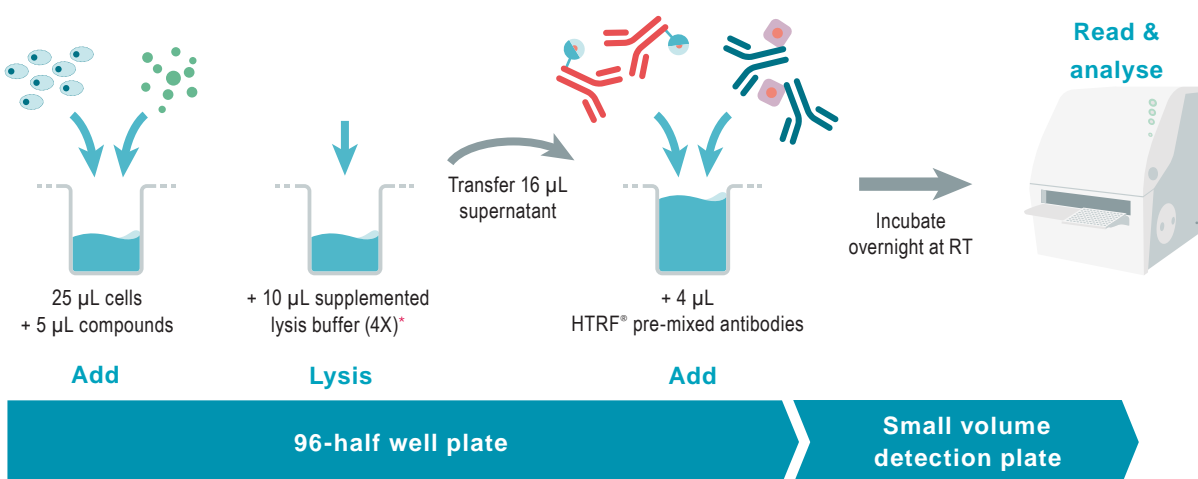 Read &
analyse
Transfer 16 µL
supernatant
Incubate
overnight at RT
25 µL cells
+ 5 µL compounds
+ 10 µL supplemented
lysis buffer (4X)*
+ 4 µL
HTRF® pre-mixed antibodies
Add
Lysis
Add
96-half well plate
Small volume
detection plate